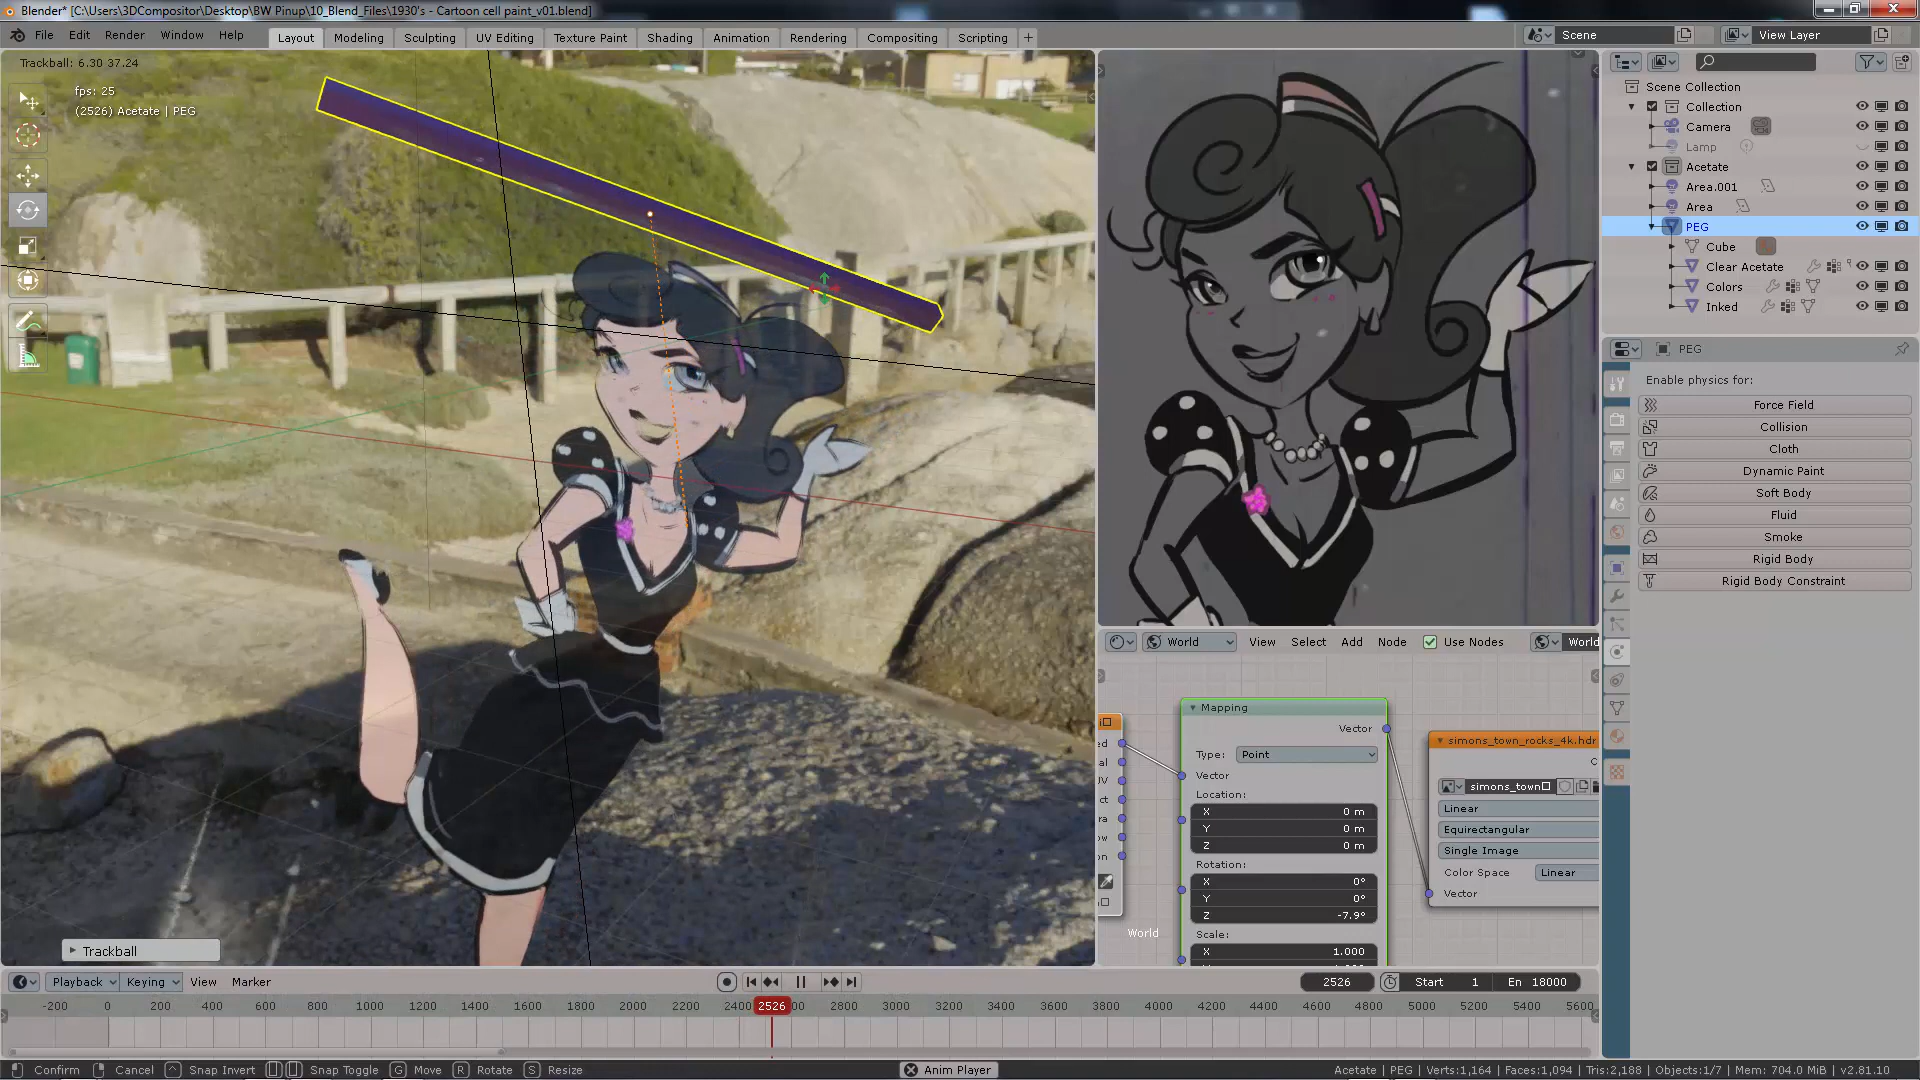 Blender* [C:\Users\3DCompositor\Desktop\BW Pinup\10_Blend_Files\1930's - Cartoon cell paint_v01.blend]
File Edit Render Window Help Layout Modeling Sculpting UV Editing Texture Paint Shading Animation Rendering Compositing Scripting + Scene View Layer
Trackball: 6.30 37.24
fps: 25
(2526) Acetate | PEG
Scene Collection
Collection
Camera
Lamp
Acetate
Area.001
Area
PEG
Cube
Clear Acetate
Colors
Inked
PEG
Enable physics for:
Force Field
Collision
Cloth
Dynamic Paint
Soft Body
Fluid
Smoke
Rigid Body
Rigid Body Constraint
World View Select Add Node Use Nodes World
Mapping
Vector
Type: Point
Vector
Location:
X 0 m
Y 0 m
Z 0 m
Rotation:
X 0°
Y 0°
Z -7.9°
Scale:
X 1.000
World
simons_town_rocks_4k.hdr
simons_town
Linear
Equirectangular
Single Image
Color Space Linear
Vector
Trackball
Playback Keying View Marker 2526 Start 1 En 18000
-200 0 200 400 600 800 1000 1200 1400 1600 1800 2000 2200 2400 2526 2600 2800 3000 3200 3400 3600 3800 4000 4200 4400 4600 4800 5000 5200 5400 5600
Confirm Cancel ^ Snap Invert Snap Toggle G Move R Rotate S Resize Anim Player Acetate | PEG | Verts:1,164 | Faces:1,094 | Tris:2,188 | Objects:1/7 | Mem: 704.0 MiB | v2.81.10